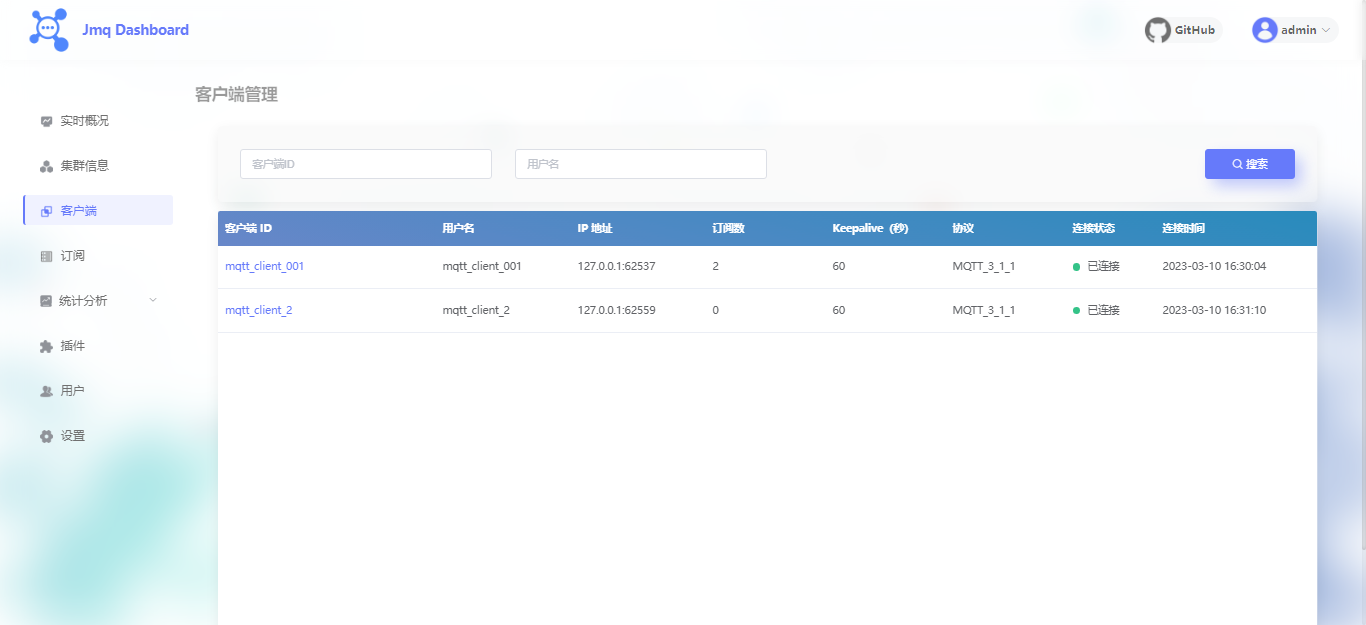 Jmq Dashboard
GitHub
admin
客户端管理
实时概况
集群信息
客户端
订阅
统计分析
插件
用户
设置
客户端ID
用户名
搜索
客户端 ID 用户名 IP 地址 订阅数 Keepalive（秒） 协议 连接状态 连接时间
mqtt_client_001 mqtt_client_001 127.0.0.1:62537 2 60 MQTT_3_1_1 已连接 2023-03-10 16:30:04
mqtt_client_2 mqtt_client_2 127.0.0.1:62559 0 60 MQTT_3_1_1 已连接 2023-03-10 16:31:10